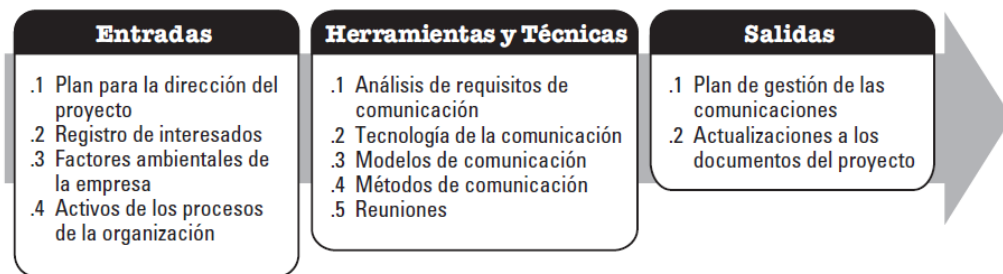 Entradas
.1 Plan para la dirección del
proyecto
.2 Registro de interesados
.3 Factores ambientales de
la empresa
.4 Activos de los procesos
de la organización
Herramientas y Técnicas
.1 Análisis de requisitos de
comunicación
.2 Tecnología de la comunicación
.3 Modelos de comunicación
.4 Métodos de comunicación
.5 Reuniones
Salidas
.1 Plan de gestión de las
comunicaciones
.2 Actualizaciones a los
documentos del proyecto